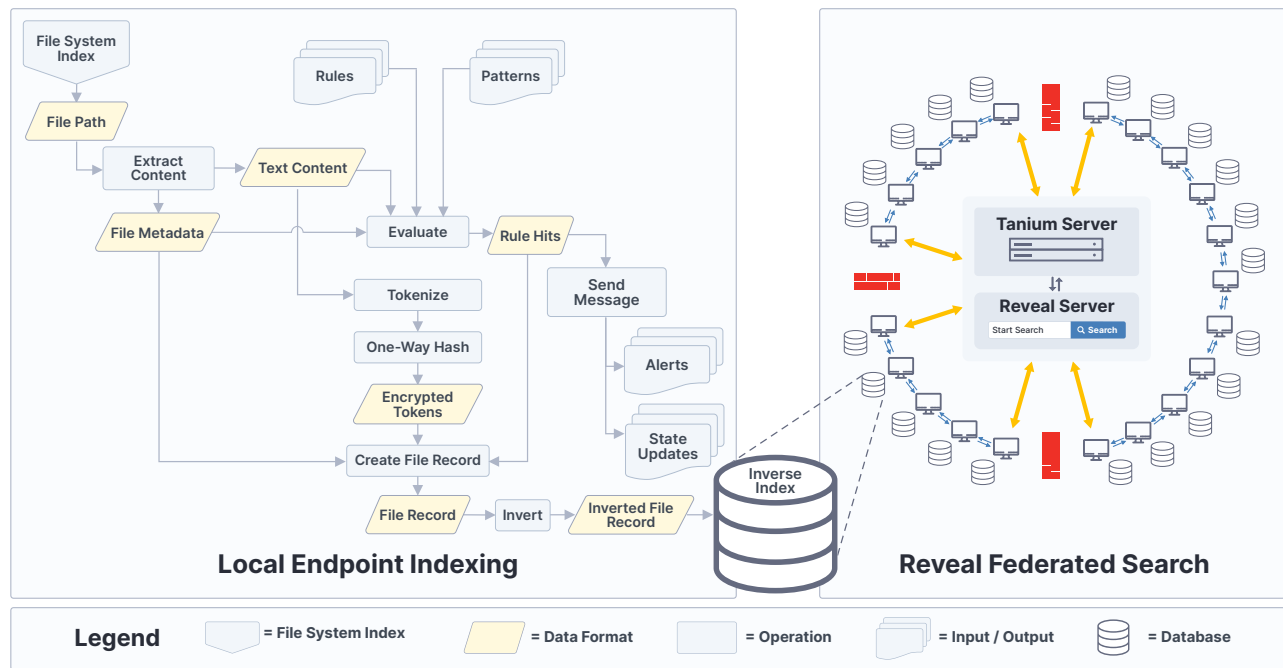 File System
Index
File Path
Extract
Content
File Metadata
Text Content
Rules
Patterns
Evaluate
Rule Hits
Send
Message
Tokenize
One-Way Hash
Encrypted
Tokens
Alerts
State
Updates
Create File Record
File Record
Invert
Inverted File
Record
Inverse
Index
Local Endpoint Indexing
Tanium Server
Reveal Server
Start Search
Search
Reveal Federated Search
Legend
= File System Index
= Data Format
= Operation
= Input / Output
= Database